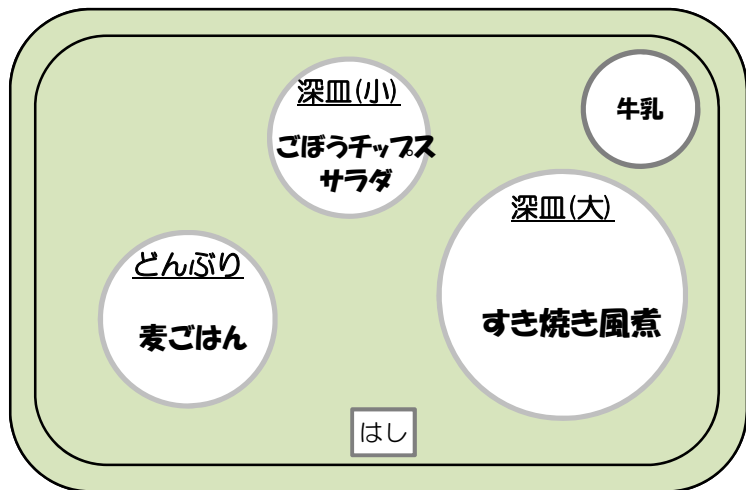 深皿(小)
ごぼうチップス
サラダ
牛乳
深皿(大)
すき焼き風煮
どんぶり
麦ごはん
はし